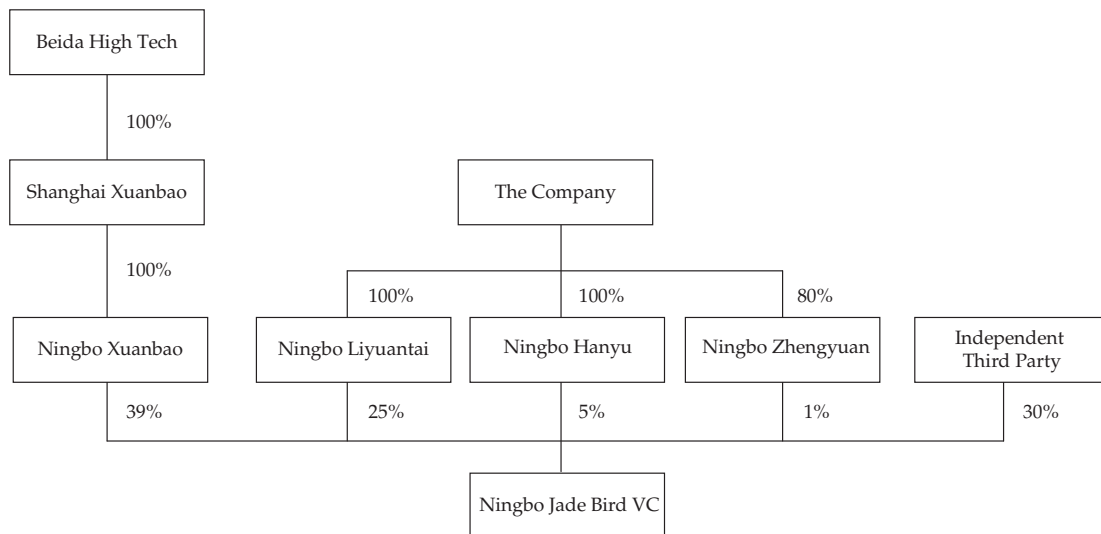 Beida High Tech
100%
Shanghai Xuanbao
The Company
100%
100%
100%
80%
Ningbo Xuanbao
Ningbo Liyuantai
Ningbo Hanyu
Ningbo Zhengyuan
Independent
Third Party
39%
25%
5%
1%
30%
Ningbo Jade Bird VC